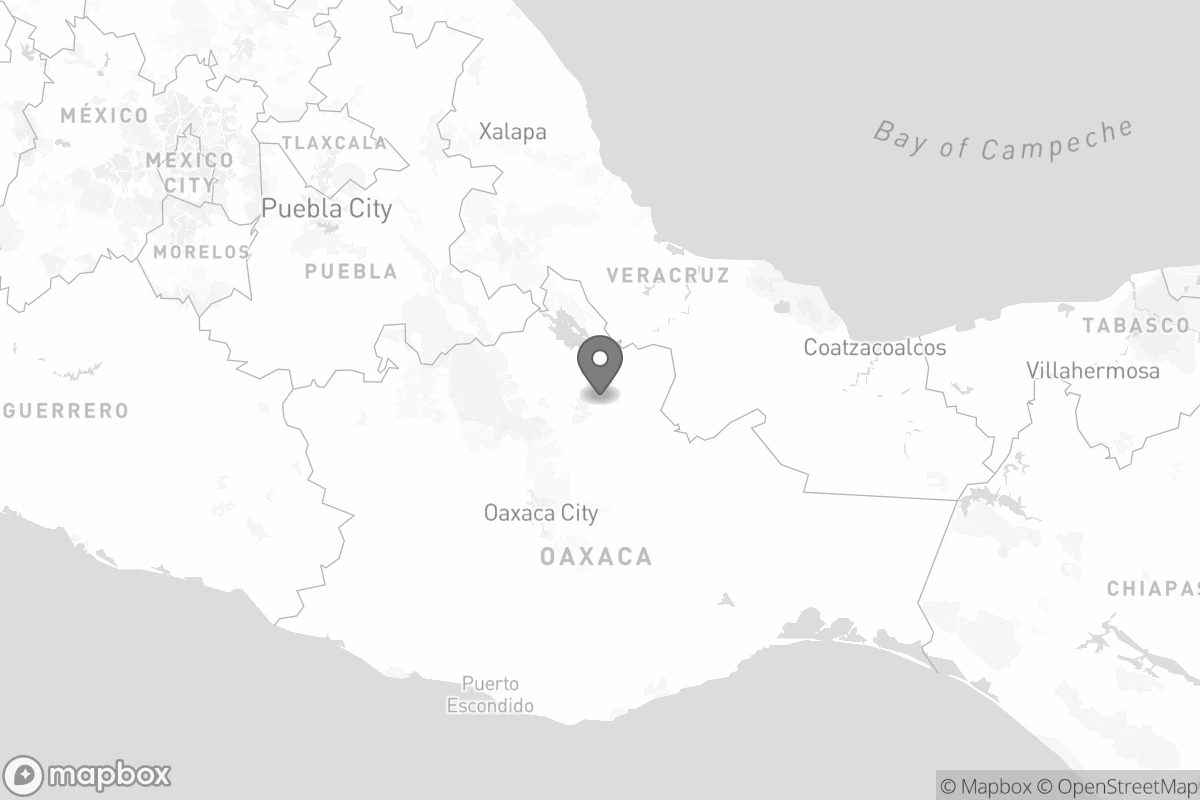 Bay of Campeche
MÉXICO
Xalapa
TLAXCALA
MEXICO
CITY
Puebla City
MORELOS
PUEBLA
VERACRUZ
TABASCO
Coatzacoalcos
Villahermosa
GUERRERO
Oaxaca City
OAXACA
CHIAPAS
Puerto
Escondido
mapbox
© Mapbox © OpenStreetMap